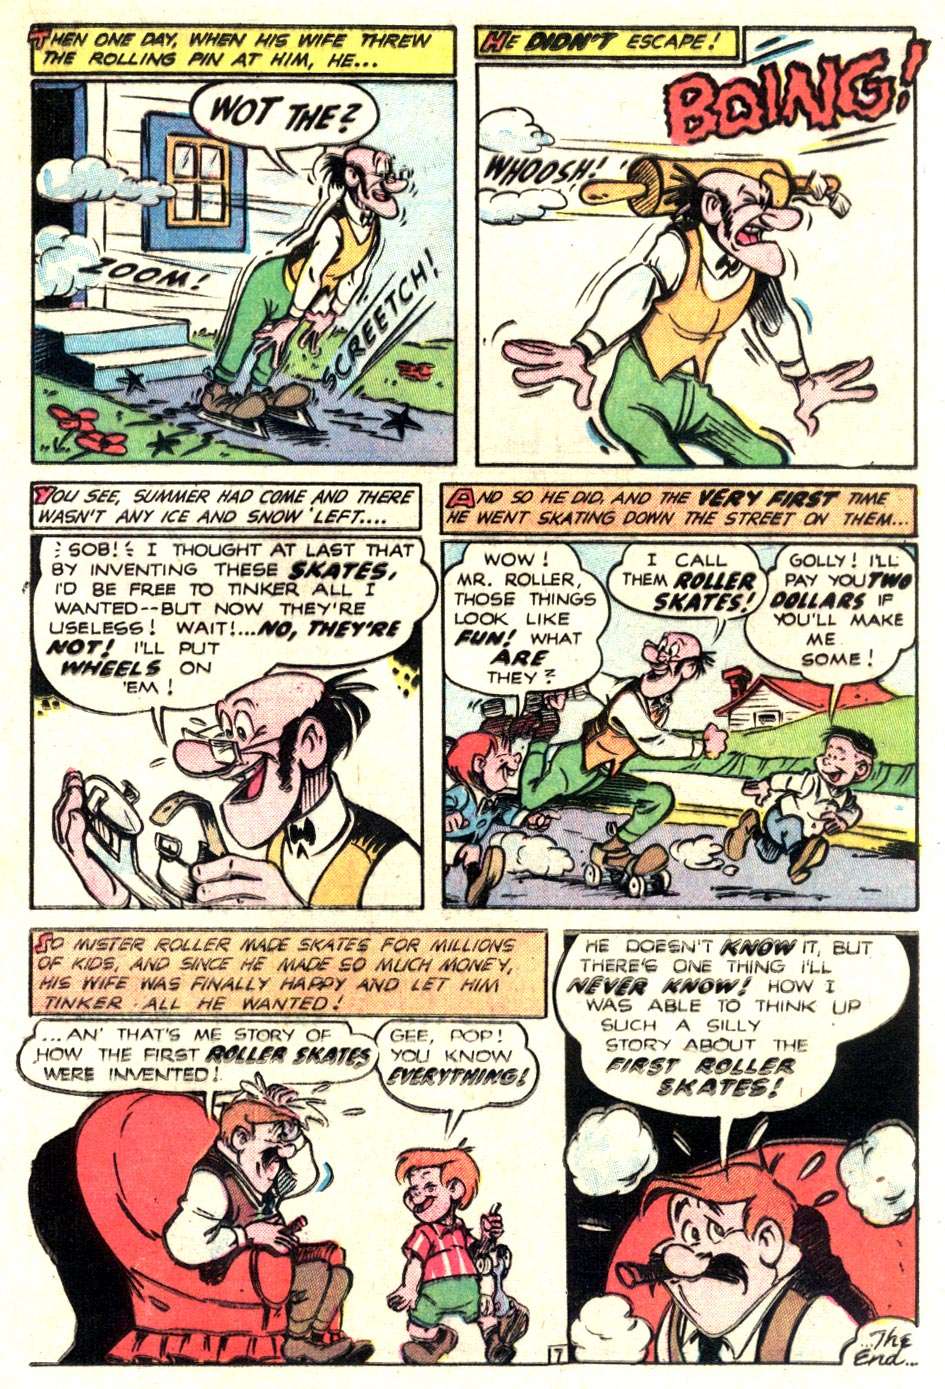 THEN ONE DAY, WHEN HIS WIFE THREW
THE ROLLING PIN AT HIM, HE...
WOT THE?
ZOOM!
SCREETCH!
HE DIDN'T ESCAPE!
BOING!
WHOOSH!
YOU SEE, SUMMER HAD COME AND THERE
WASN'T ANY ICE AND SNOW LEFT....
SOB! I THOUGHT AT LAST THAT
BY INVENTING THESE SKATES,
I'D BE FREE TO TINKER ALL I
WANTED--BUT NOW THEY'RE
USELESS! WAIT!...NO, THEY'RE
NOT! I'LL PUT
WHEELS ON
'EM!
AND SO HE DID, AND THE VERY FIRST TIME
HE WENT SKATING DOWN THE STREET ON THEM...
WOW!
MR. ROLLER,
THOSE THINGS
LOOK LIKE
FUN! WHAT
ARE
THEY?
I CALL
THEM ROLLER
SKATES!
GOLLY! I'LL
PAY YOU TWO
DOLLARS IF
YOU'LL MAKE
ME
SOME!
SO MISTER ROLLER MADE SKATES FOR MILLIONS
OF KIDS, AND SINCE HE MADE SO MUCH MONEY,
HIS WIFE WAS FINALLY HAPPY AND LET HIM
TINKER ALL HE WANTED!
...AN' THAT'S ME STORY OF
HOW THE FIRST ROLLER SKATES
WERE INVENTED!
GEE, POP!
YOU KNOW
EVERYTHING!
7
HE DOESN'T KNOW IT, BUT
THERE'S ONE THING I'LL
NEVER KNOW! HOW I
WAS ABLE TO THINK UP
SUCH A SILLY
STORY ABOUT THE
FIRST ROLLER
SKATES!
...The
End...